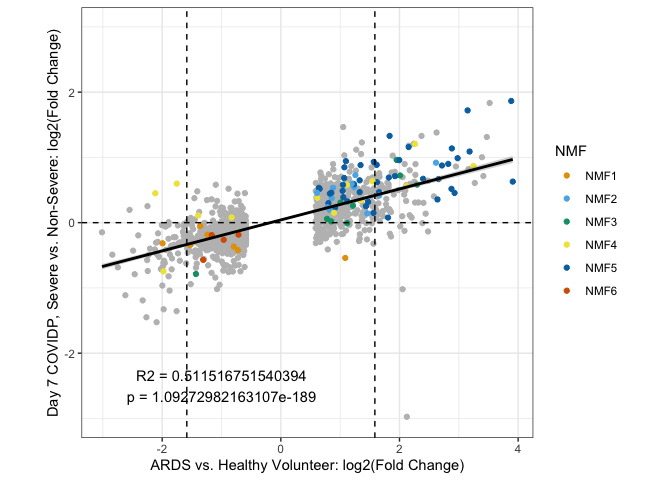 Day 7 COVIDP, Severe vs. Non-Severe: log2(Fold Change)
2
0
-2
R2 = 0.511516751540394
p = 1.09272982163107e-189
-2
0
2
4
ARDS vs. Healthy Volunteer: log2(Fold Change)
NMF
NMF1
NMF2
NMF3
NMF4
NMF5
NMF6